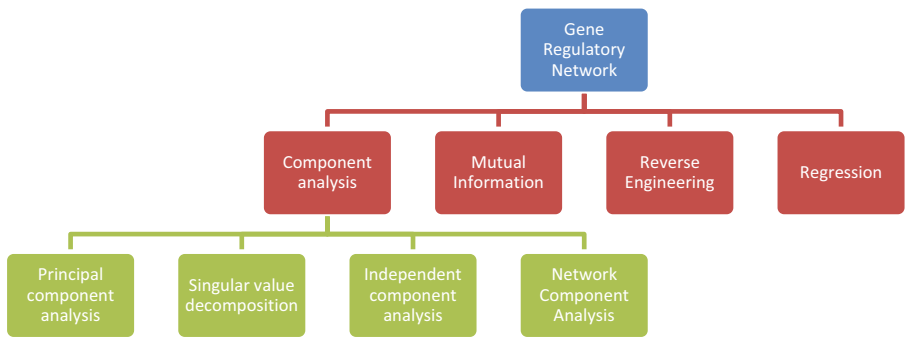 Gene
Regulatory
Network
Component
analysis
Mutual
Information
Reverse
Engineering
Regression
Principal
component
analysis
Singular value
decomposition
Independent
component
analysis
Network
Component
Analysis